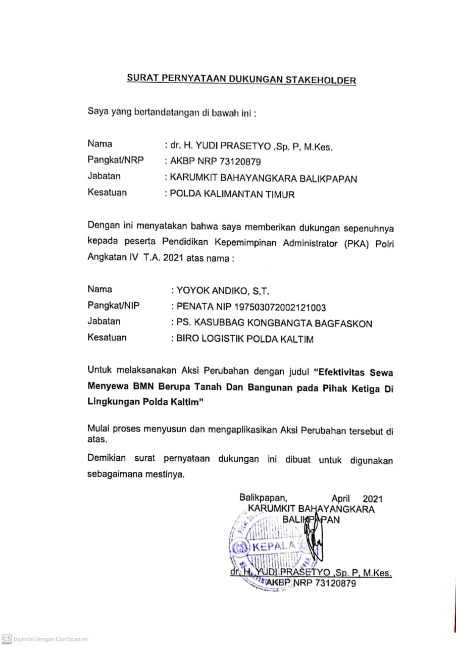 SURAT PERNYATAAN DUKUNGAN STAKEHOLDER
Saya yang bertandatangan di bawah ini :
Nama : dr. H. YUDI PRASETYO ,Sp. P, M.Kes.
Pangkat/NRP : AKBP NRP 73120879
Jabatan : KARUMKIT BAHAYANGKARA BALIKPAPAN
Kesatuan : POLDA KALIMANTAN TIMUR
Dengan ini menyatakan bahwa saya memberikan dukungan sepenuhnya
kepada peserta Pendidikan Kepemimpinan Administrator (PKA) Polri
Angkatan IV T.A. 2021 atas nama :
Nama : YOYOK ANDIKO, S.T.
Pangkat/NIP : PENATA NIP 197503072002121003
Jabatan : PS. KASUBBAG KONGBANGTA BAGFASKON
Kesatuan : BIRO LOGISTIK POLDA KALTIM
Untuk melaksanakan Aksi Perubahan dengan judul “Efektivitas Sewa
Menyewa BMN Berupa Tanah Dan Bangunan pada Pihak Ketiga Di
Lingkungan Polda Kaltim”
Mulai proses menyusun dan mengaplikasikan Aksi Perubahan tersebut di
atas.
Demikian surat pernyataan dukungan ini dibuat untuk digunakan
sebagaimana mestinya.
Balikpapan, April 2021
KARUMKIT BAHAYANGKARA
BALIKPAPAN
KEPALA
dr. H. YUDI PRASETYO ,Sp. P, M.Kes.
AKBP NRP 73120879
CS Dipindai dengan CamScanner